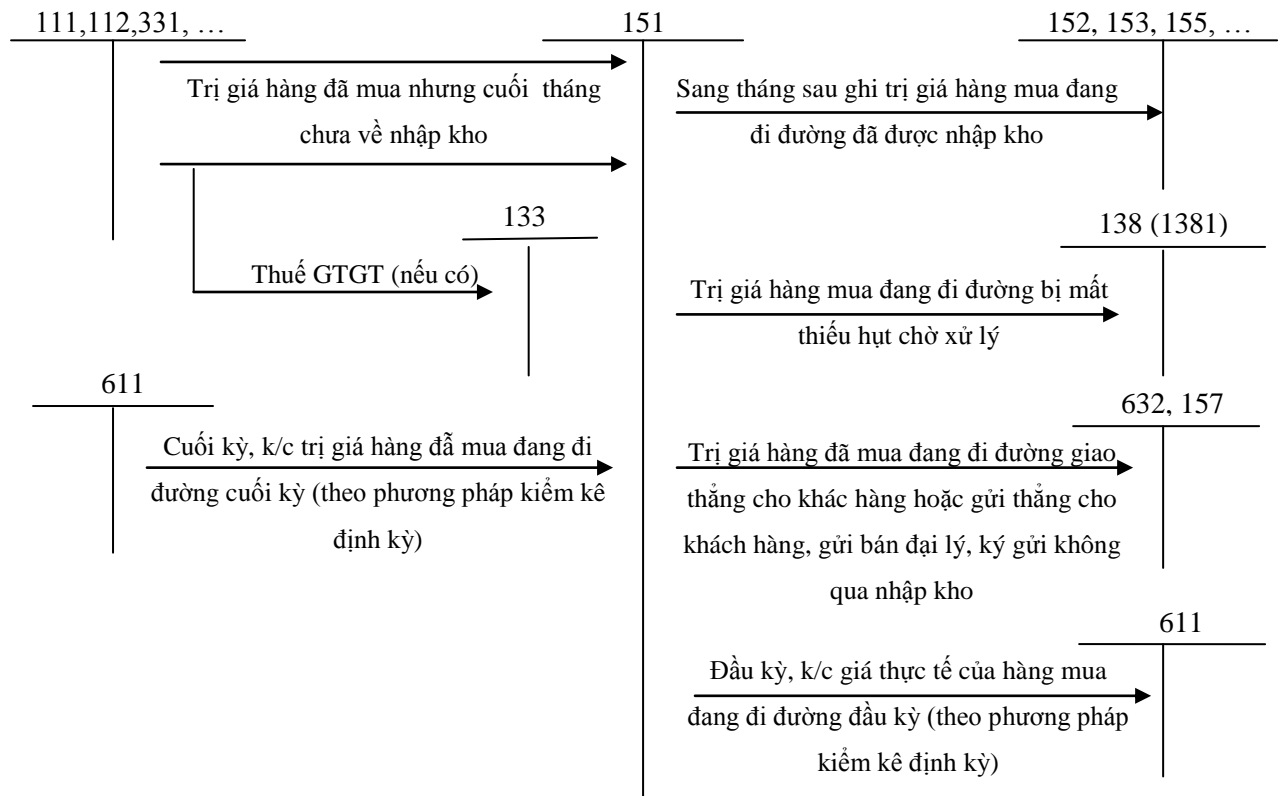 111,112,331, …
151
152, 153, 155, …
Trị giá hàng đã mua nhưng cuối tháng
chưa về nhập kho
Sang tháng sau ghi trị giá hàng mua đang
đi đường đã được nhập kho
133
138 (1381)
Thuế GTGT (nếu có)
Trị giá hàng mua đang đi đường bị mất
thiếu hụt chờ xử lý
611
632, 157
Cuối kỳ, k/c trị giá hàng đẫ mua đang đi
đường cuối kỳ (theo phương pháp kiểm kê
định kỳ)
Trị giá hàng đã mua đang đi đường giao
thẳng cho khác hàng hoặc gửi thẳng cho
khách hàng, gửi bán đại lý, ký gửi không
qua nhập kho
611
Đầu kỳ, k/c giá thực tế của hàng mua
đang đi đường đầu kỳ (theo phương pháp
kiểm kê định kỳ)